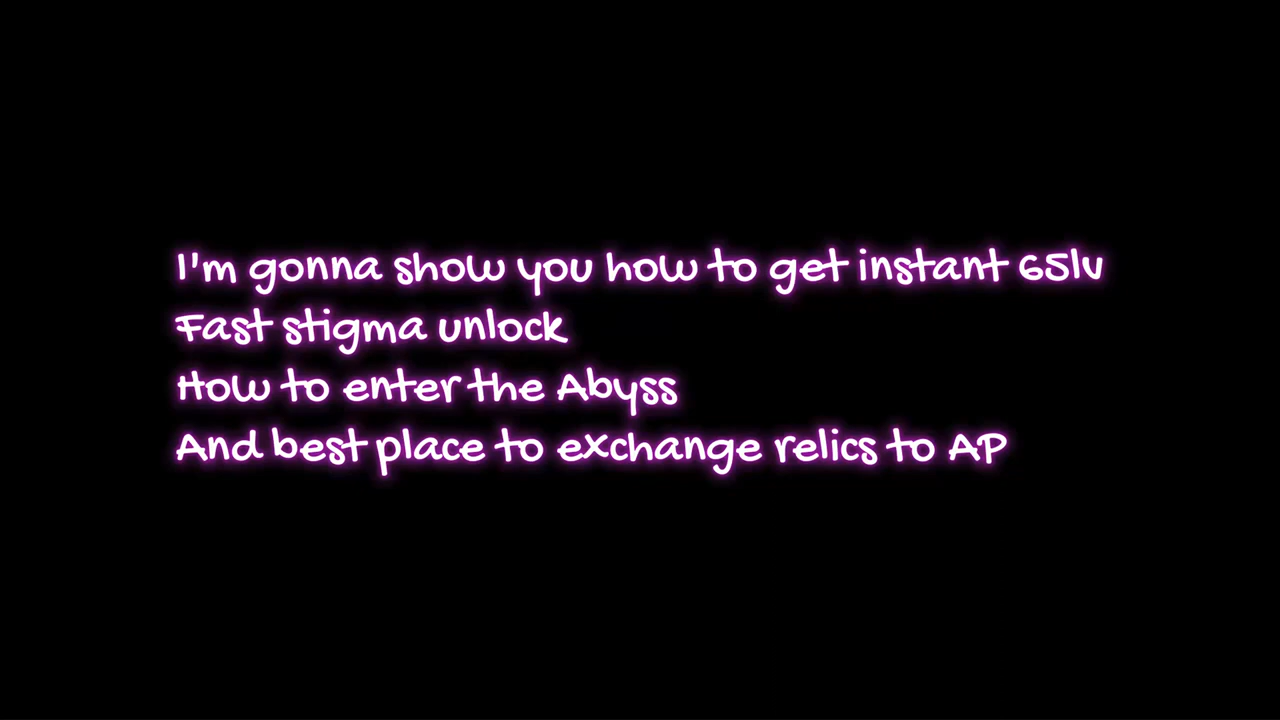 I'm gonna show you how to get instant 65lv
Fast stigma unlock
How to enter the Abyss
And best place to exchange relics to AP